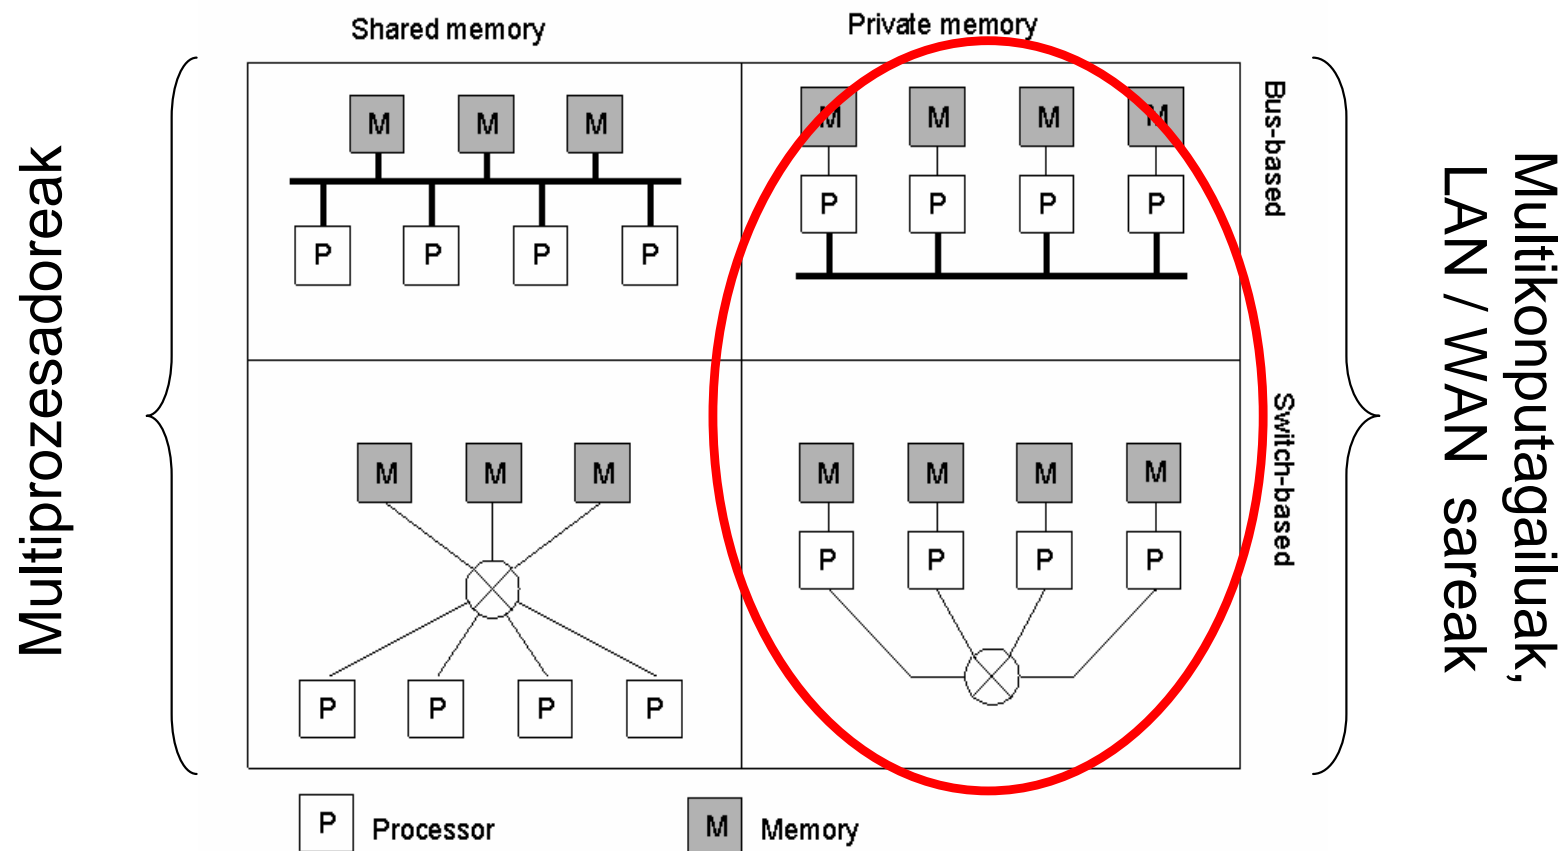 Shared memory
Private memory
Multiprozesadoreak
M M M
P P P P
M M M M
P P P P
Bus-based
M M M
P P P P
M M M M
P P P P
Switch-based
Multikonputagailuak,
LAN / WAN sareak
P Processor
M Memory